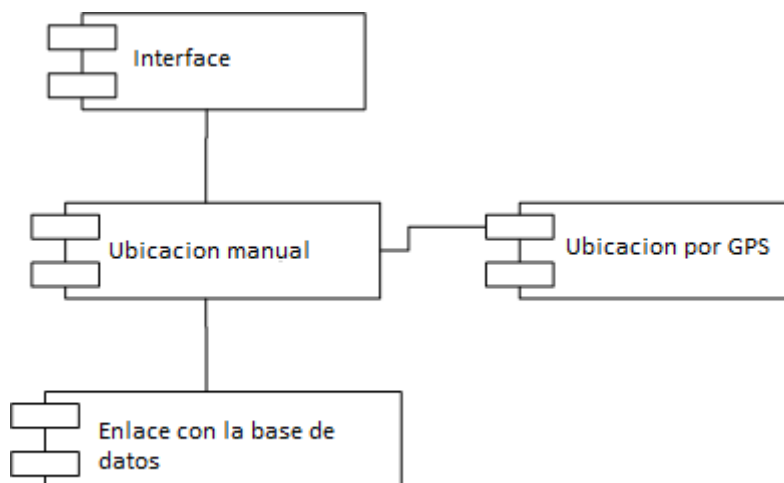 Interface
Ubicacion manual
Ubicacion por GPS
Enlace con la base de
datos